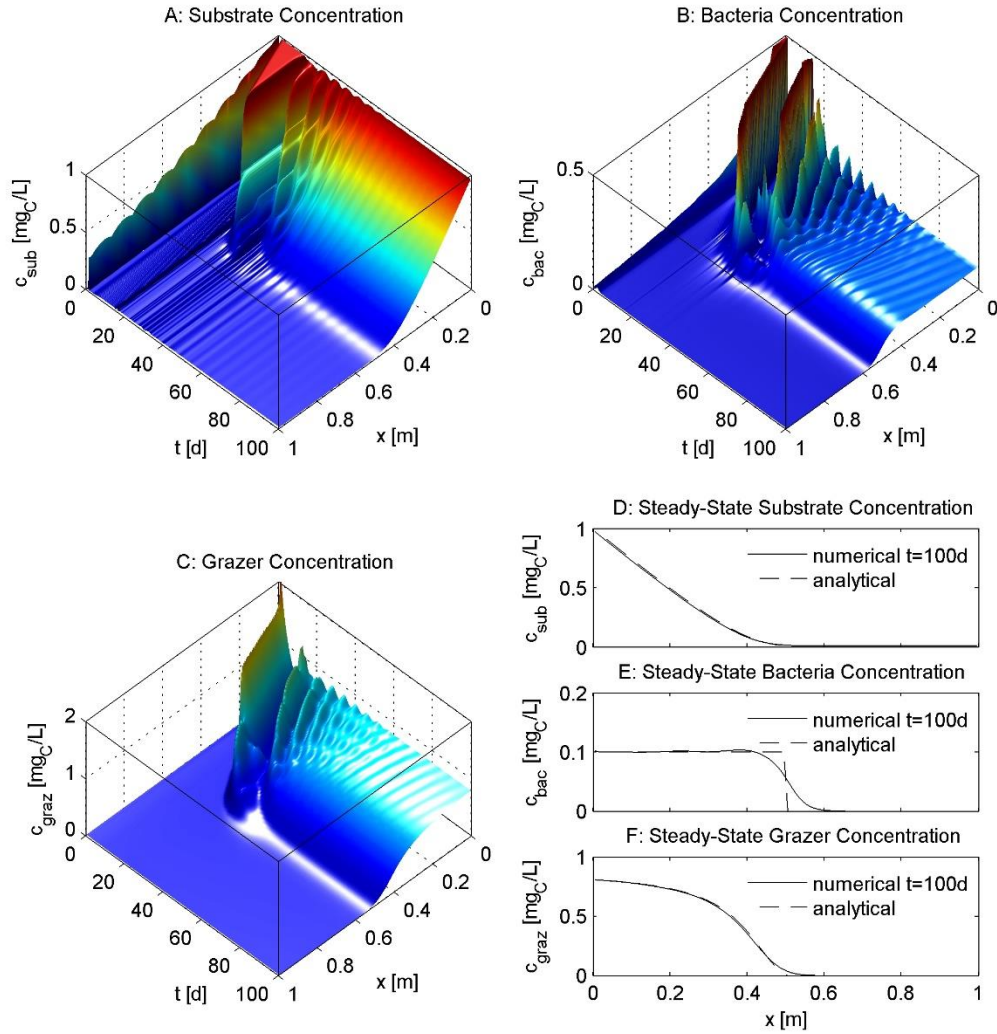 A: Substrate Concentration
c_sub [mg_C/L]
1
0.5
0
0
20
40
60
80
100
t [d]
1
0.8
0.6
0.4
0.2
0
x [m]
B: Bacteria Concentration
c_bac [mg_C/L]
0.5
0
0
20
40
60
80
100
t [d]
1
0.8
0.6
0.4
0.2
0
x [m]
C: Grazer Concentration
c_graz [mg_C/L]
2
1
0
0
20
40
60
80
100
t [d]
1
0.8
0.6
0.4
0.2
0
x [m]
D: Steady-State Substrate Concentration
c_sub [mg_C/L]
1
0.5
0
numerical t=100d
analytical
E: Steady-State Bacteria Concentration
c_bac [mg_C/L]
0.2
0.1
0
numerical t=100d
analytical
F: Steady-State Grazer Concentration
c_graz [mg_C/L]
1
0.5
0
numerical t=100d
analytical
0 0.2 0.4 0.6 0.8 1
x [m]